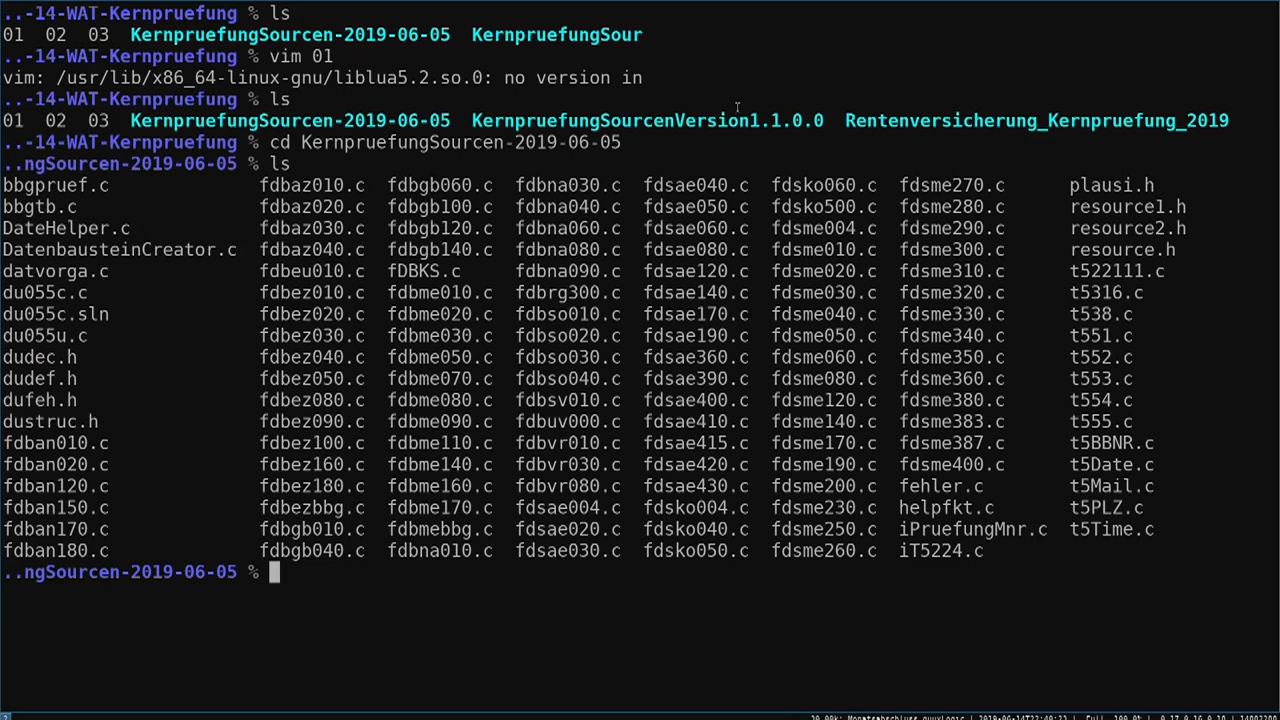 ..-14-WAT-Kernpruefung % ls
01 02 03 KernpruefungSourcen-2019-06-05 KernpruefungSour
..-14-WAT-Kernpruefung % vim 01
vim: /usr/lib/x86_64-linux-gnu/liblua5.2.so.0: no version in
..-14-WAT-Kernpruefung % ls
01 02 03 KernpruefungSourcen-2019-06-05 KernpruefungSourcenVersion1.1.0.0 Rentenversicherung_Kernpruefung_2019
..-14-WAT-Kernpruefung % cd KernpruefungSourcen-2019-06-05
..ngSourcen-2019-06-05 % ls
bbgpruef.c fdbaz010.c fdbgb060.c fdbna030.c fdsae040.c fdsko060.c fdsme270.c plausi.h
bbgtb.c fdbaz020.c fdbgb100.c fdbna040.c fdsae050.c fdsko500.c fdsme280.c resource1.h
DateHelper.c fdbaz030.c fdbgb120.c fdbna060.c fdsae060.c fdsme004.c fdsme290.c resource2.h
DatenbausteinCreator.c fdbaz040.c fdbgb140.c fdbna080.c fdsae080.c fdsme010.c fdsme300.c resource.h
datvorga.c fdbeu010.c fDBKS.c fdbna090.c fdsae120.c fdsme020.c fdsme310.c t522111.c
du055c.c fdbez010.c fdbme010.c fdbrg300.c fdsae140.c fdsme030.c fdsme320.c t5316.c
du055c.sln fdbez020.c fdbme020.c fdbso010.c fdsae170.c fdsme040.c fdsme330.c t538.c
du055u.c fdbez030.c fdbme030.c fdbso020.c fdsae190.c fdsme050.c fdsme340.c t551.c
dudec.h fdbez040.c fdbme050.c fdbso030.c fdsae360.c fdsme060.c fdsme350.c t552.c
dudef.h fdbez050.c fdbme070.c fdbso040.c fdsae390.c fdsme080.c fdsme360.c t553.c
dufeh.h fdbez080.c fdbme080.c fdbsv010.c fdsae400.c fdsme120.c fdsme380.c t554.c
dustruc.h fdbez090.c fdbme090.c fdbuv000.c fdsae410.c fdsme140.c fdsme383.c t555.c
fdban010.c fdbez100.c fdbme110.c fdbvr010.c fdsae415.c fdsme170.c fdsme387.c t5BBNR.c
fdban020.c fdbez160.c fdbme140.c fdbvr030.c fdsae420.c fdsme190.c fdsme400.c t5Date.c
fdban120.c fdbez180.c fdbme160.c fdbvr080.c fdsae430.c fdsme200.c fehler.c t5Mail.c
fdban150.c fdbezbbg.c fdbme170.c fdsae004.c fdsko004.c fdsme230.c helpfkt.c t5PLZ.c
fdban170.c fdbgb010.c fdbmebbg.c fdsae020.c fdsko040.c fdsme250.c iPruefungMnr.c t5Time.c
fdban180.c fdbgb040.c fdbna010.c fdsae030.c fdsko050.c fdsme260.c iT5224.c
..ngSourcen-2019-06-05 %